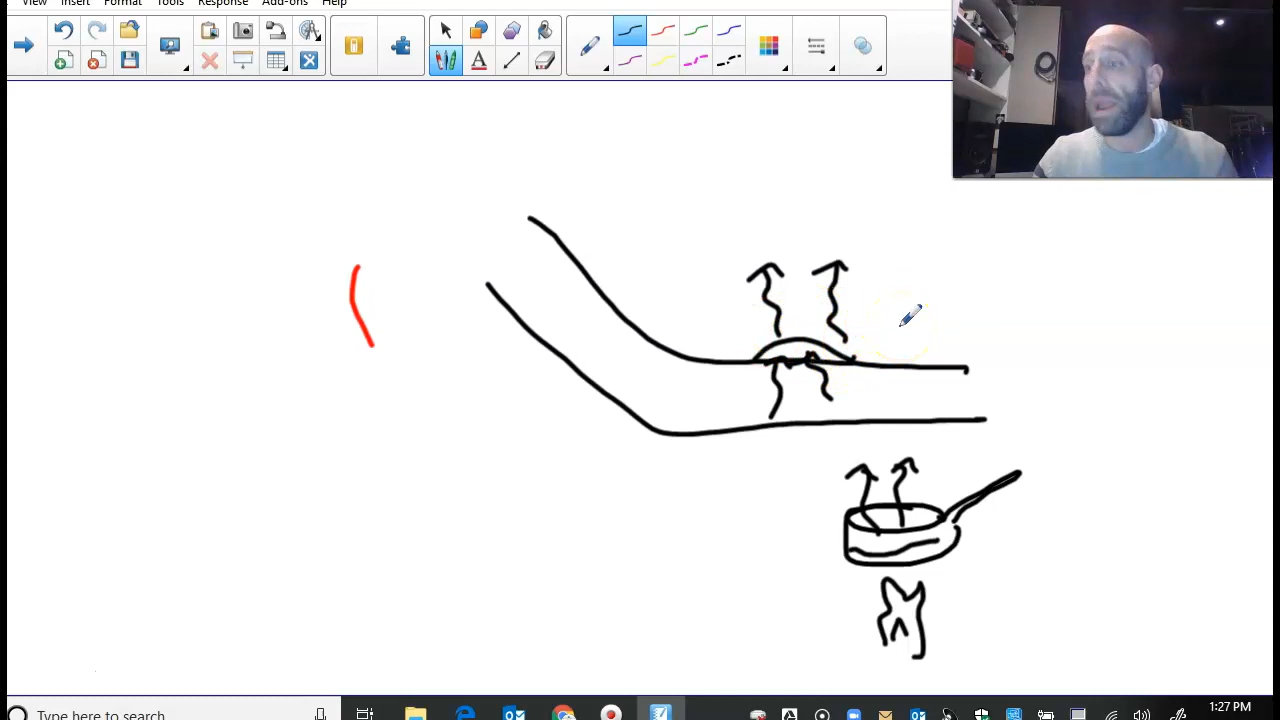 View Insert Format Tools Response Add-ons Help
A
Type here to search
1:27 PM